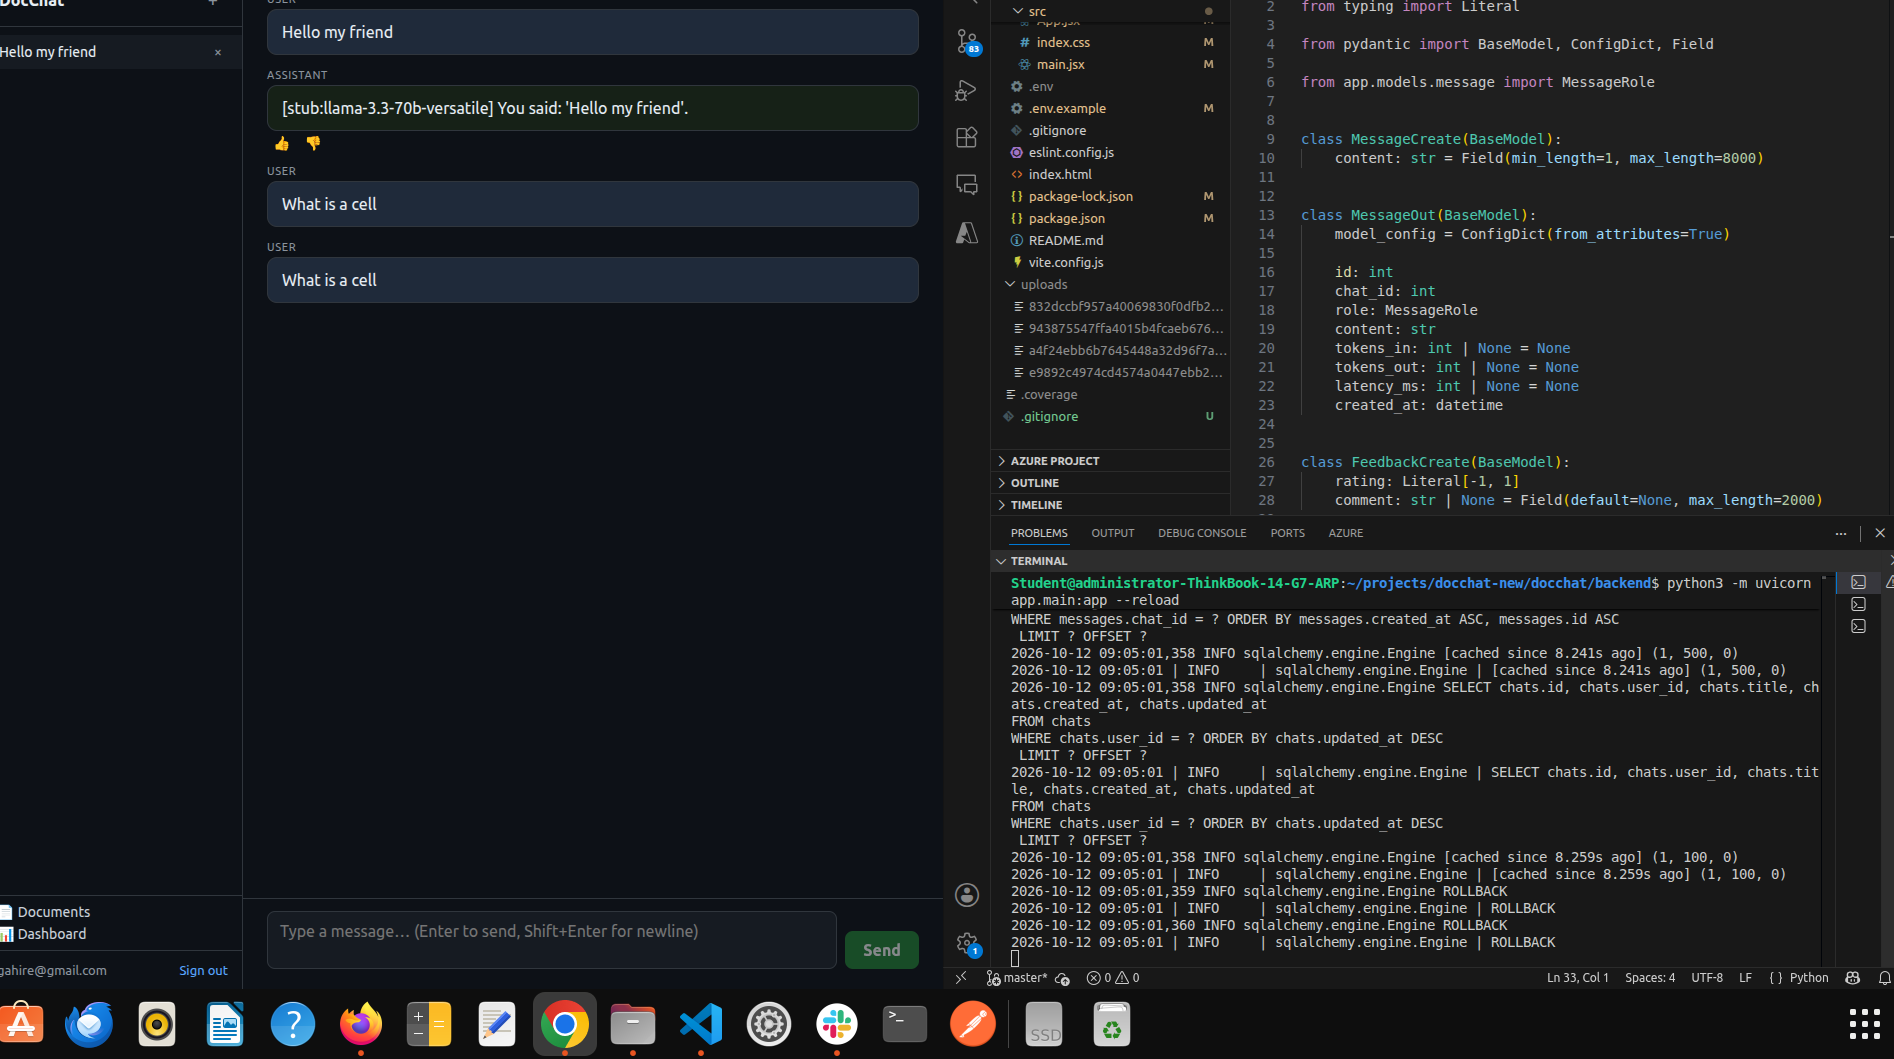 DocChat +
Hello my friend ×
Documents
Dashboard
gahire@gmail.com Sign out
USER
Hello my friend
ASSISTANT
[stub:llama-3.3-70b-versatile] You said: 'Hello my friend'.
USER
What is a cell
USER
What is a cell
Type a message... (Enter to send, Shift+Enter for newline)
Send
83
1
src
App.jsx M
# index.css M
main.jsx M
.env
.env.example M
.gitignore
eslint.config.js
<> index.html
{} package-lock.json M
{} package.json M
README.md
vite.config.js
uploads
832dccbf957a40069830f0dfb2...
943875547ffa4015b4fcaeb676...
a4f24ebb6b7645448a32d96f7a...
e9892c4974cd4574a0447ebb2...
.coverage
.gitignore U
AZURE PROJECT
OUTLINE
TIMELINE
2 from typing import Literal
3
4 from pydantic import BaseModel, ConfigDict, Field
5
6 from app.models.message import MessageRole
7
8
9 class MessageCreate(BaseModel):
10 content: str = Field(min_length=1, max_length=8000)
11
12
13 class MessageOut(BaseModel):
14 model_config = ConfigDict(from_attributes=True)
15
16 id: int
17 chat_id: int
18 role: MessageRole
19 content: str
20 tokens_in: int | None = None
21 tokens_out: int | None = None
22 latency_ms: int | None = None
23 created_at: datetime
24
25
26 class FeedbackCreate(BaseModel):
27 rating: Literal[-1, 1]
28 comment: str | None = Field(default=None, max_length=2000)
PROBLEMS OUTPUT DEBUG CONSOLE PORTS AZURE
TERMINAL
Student@administrator-ThinkBook-14-G7-ARP:~/projects/docchat-new/docchat/backend$ python3 -m uvicorn
app.main:app --reload
WHERE messages.chat_id = ? ORDER BY messages.created_at ASC, messages.id ASC
LIMIT ? OFFSET ?
2026-10-12 09:05:01,358 INFO sqlalchemy.engine.Engine [cached since 8.241s ago] (1, 500, 0)
2026-10-12 09:05:01 | INFO | sqlalchemy.engine.Engine | [cached since 8.241s ago] (1, 500, 0)
2026-10-12 09:05:01,358 INFO sqlalchemy.engine.Engine SELECT chats.id, chats.user_id, chats.title, ch
ats.created_at, chats.updated_at
FROM chats
WHERE chats.user_id = ? ORDER BY chats.updated_at DESC
LIMIT ? OFFSET ?
2026-10-12 09:05:01 | INFO | sqlalchemy.engine.Engine | SELECT chats.id, chats.user_id, chats.tit
le, chats.created_at, chats.updated_at
FROM chats
WHERE chats.user_id = ? ORDER BY chats.updated_at DESC
LIMIT ? OFFSET ?
2026-10-12 09:05:01,358 INFO sqlalchemy.engine.Engine [cached since 8.259s ago] (1, 100, 0)
2026-10-12 09:05:01 | INFO | sqlalchemy.engine.Engine | [cached since 8.259s ago] (1, 100, 0)
2026-10-12 09:05:01,359 INFO sqlalchemy.engine.Engine ROLLBACK
2026-10-12 09:05:01 | INFO | sqlalchemy.engine.Engine | ROLLBACK
2026-10-12 09:05:01,360 INFO sqlalchemy.engine.Engine ROLLBACK
2026-10-12 09:05:01 | INFO | sqlalchemy.engine.Engine | ROLLBACK
master* 0 0 Ln 33, Col 1 Spaces: 4 UTF-8 LF {} Python
SSD